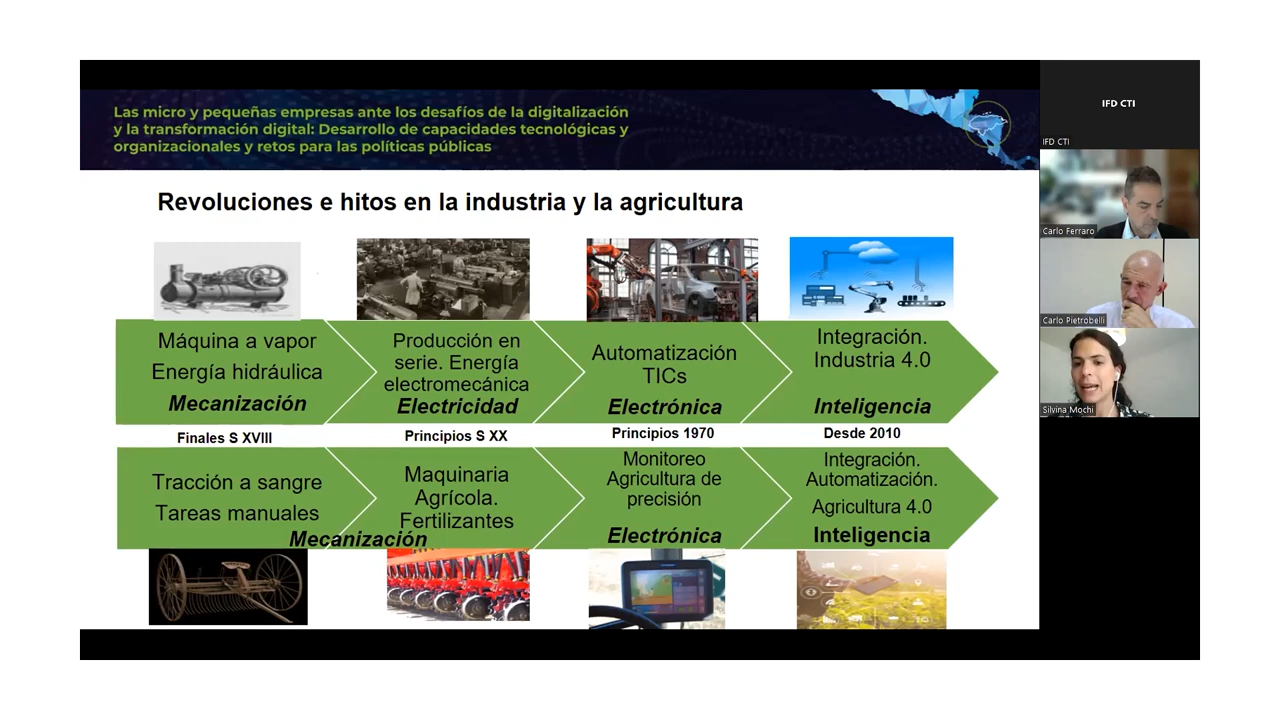 Las micro y pequeñas empresas ante los desafíos de la digitalización
y la transformación digital: Desarrollo de capacidades tecnológicas y
organizacionales y retos para las políticas públicas
Revoluciones e hitos en la industria y la agricultura
Máquina a vapor
Energía hidráulica
Mecanización
Producción en
serie. Energía
electromecánica
Electricidad
Automatización
TICs
Electrónica
Integración.
Industria 4.0
Inteligencia
Finales S XVIII
Principios S XX
Principios 1970
Desde 2010
Tracción a sangre
Tareas manuales
Mecanización
Maquinaria
Agrícola.
Fertilizantes
Monitoreo
Agricultura de
precisión
Electrónica
Integración.
Automatización.
Agricultura 4.0
Inteligencia
IFD CTI
IFD CTI
Carlo Ferraro
Carlo Pietrobelli
Silvina Mochi